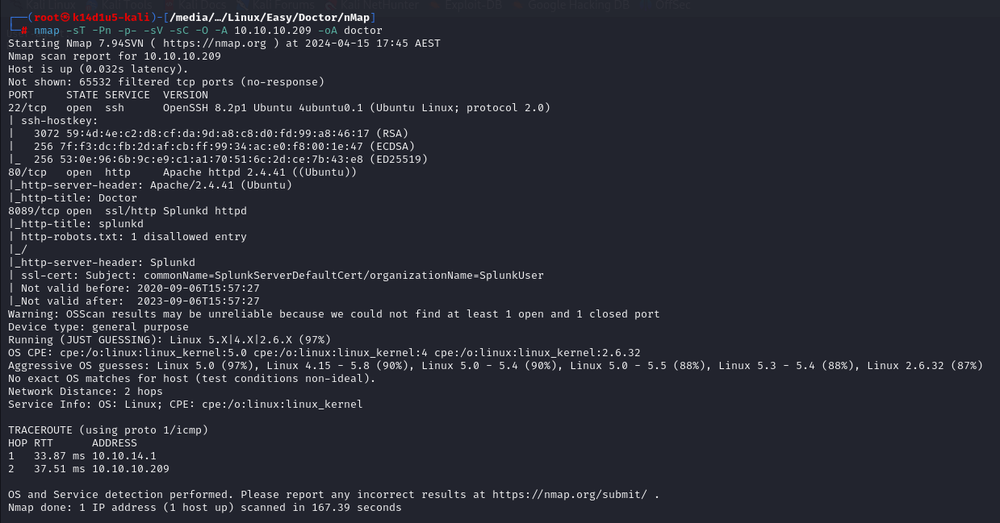 Kali Linux Kali Tools Kali Docs Kali Forums Kali NetHunter Exploit-DB Google Hacking DB OffSec
┌──(root㉿k14d1u5-kali)-[/media/…/Linux/Easy/Doctor/nMap]
└─# nmap -sT -Pn -p- -sV -sC -O -A 10.10.10.209 -oA doctor
Starting Nmap 7.94SVN ( https://nmap.org ) at 2024-04-15 17:45 AEST
Nmap scan report for 10.10.10.209
Host is up (0.032s latency).
Not shown: 65532 filtered tcp ports (no-response)
PORT     STATE SERVICE  VERSION
22/tcp   open  ssh      OpenSSH 8.2p1 Ubuntu 4ubuntu0.1 (Ubuntu Linux; protocol 2.0)
| ssh-hostkey:
|   3072 59:4d:4e:c2:d8:cf:da:9d:a8:c8:d0:fd:99:a8:46:17 (RSA)
|   256 7f:f3:dc:fb:2d:af:cb:ff:99:34:ac:e0:f8:00:1e:47 (ECDSA)
|_  256 53:0e:96:6b:9c:e9:c1:a1:70:51:6c:2d:ce:7b:43:e8 (ED25519)
80/tcp   open  http     Apache httpd 2.4.41 ((Ubuntu))
|_http-server-header: Apache/2.4.41 (Ubuntu)
|_http-title: Doctor
8089/tcp open  ssl/http Splunkd httpd
|_http-title: splunkd
| http-robots.txt: 1 disallowed entry
|_/
|_http-server-header: Splunkd
| ssl-cert: Subject: commonName=SplunkServerDefaultCert/organizationName=SplunkUser
| Not valid before: 2020-09-06T15:57:27
|_Not valid after:  2023-09-06T15:57:27
Warning: OSScan results may be unreliable because we could not find at least 1 open and 1 closed port
Device type: general purpose
Running (JUST GUESSING): Linux 5.X|4.X|2.6.X (97%)
OS CPE: cpe:/o:linux:linux_kernel:5.0 cpe:/o:linux:linux_kernel:4 cpe:/o:linux:linux_kernel:2.6.32
Aggressive OS guesses: Linux 5.0 (97%), Linux 4.15 - 5.8 (90%), Linux 5.0 - 5.4 (90%), Linux 5.0 - 5.5 (88%), Linux 5.3 - 5.4 (88%), Linux 2.6.32 (87%)
No exact OS matches for host (test conditions non-ideal).
Network Distance: 2 hops
Service Info: OS: Linux; CPE: cpe:/o:linux:linux_kernel
TRACEROUTE (using proto 1/icmp)
HOP RTT      ADDRESS
1   33.87 ms 10.10.14.1
2   37.51 ms 10.10.10.209
OS and Service detection performed. Please report any incorrect results at https://nmap.org/submit/ .
Nmap done: 1 IP address (1 host up) scanned in 167.39 seconds